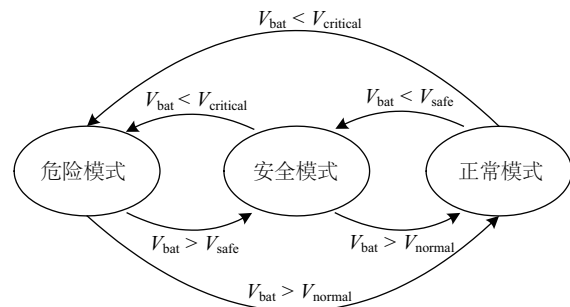 V_bat < V_critical
V_bat < V_critical
V_bat < V_safe
危险模式
安全模式
正常模式
V_bat > V_safe
V_bat > V_normal
V_bat > V_normal